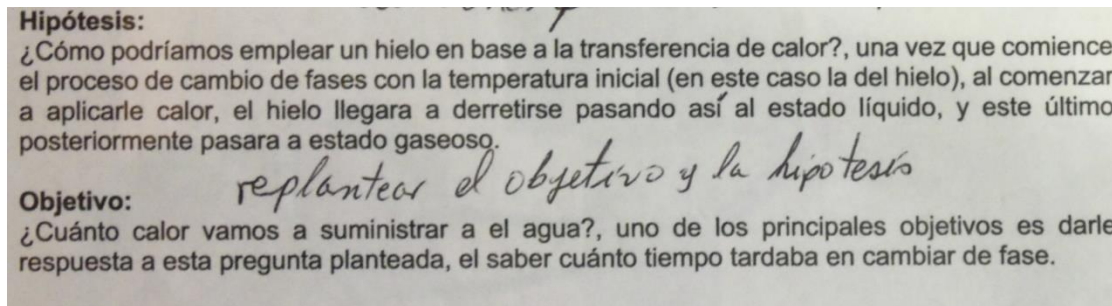 Hipótesis:
¿Cómo podríamos emplear un hielo en base a la transferencia de calor?, una vez que comience
el proceso de cambio de fases con la temperatura inicial (en este caso la del hielo), al comenzar
a aplicarle calor, el hielo llegara a derretirse pasando así al estado líquido, y este último
posteriormente pasara a estado gaseoso.
replantear el objetivo y la hipotesis
Objetivo:
¿Cuánto calor vamos a suministrar a el agua?, uno de los principales objetivos es darle
respuesta a esta pregunta planteada, el saber cuánto tiempo tardaba en cambiar de fase.